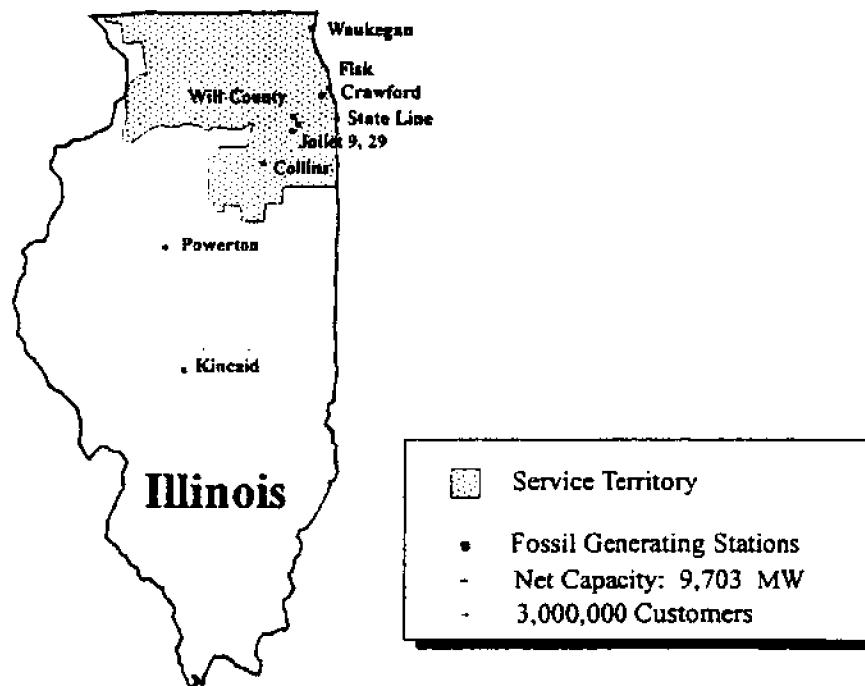 Waukegan
Fisk
Crawford
Will County
State Line
Joliet 9, 29
Collins
Powerton
Kincaid
Illinois
Service Territory
• Fossil Generating Stations
- Net Capacity: 9,703 MW
- 3,000,000 Customers